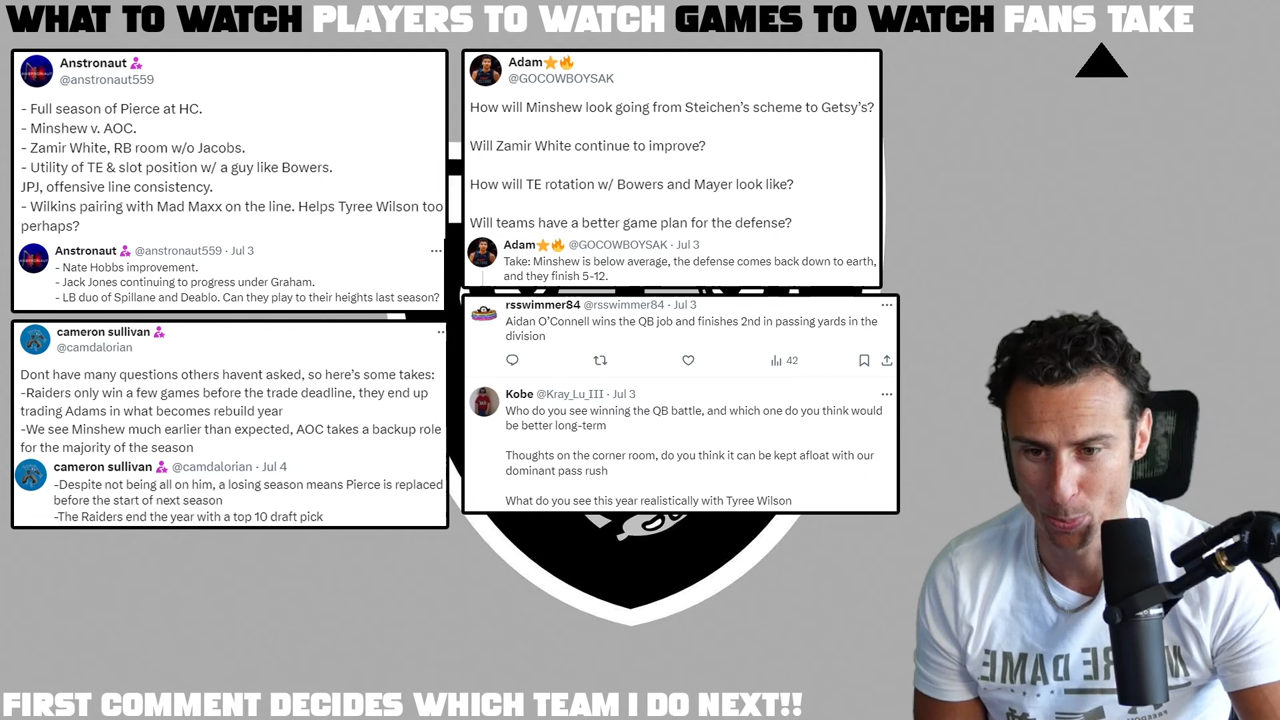 WHAT TO WATCH PLAYERS TO WATCH GAMES TO WATCH FANS TAKE
Anstronaut
@anstronaut559
- Full season of Pierce at HC.
- Minshew v. AOC.
- Zamir White, RB room w/o Jacobs.
- Utility of TE & slot position w/ a guy like Bowers.
JPJ, offensive line consistency.
- Wilkins pairing with Mad Maxx on the line. Helps Tyree Wilson too
perhaps?
Anstronaut @anstronaut559 · Jul 3
- Nate Hobbs improvement.
- Jack Jones continuing to progress under Graham.
- LB duo of Spillane and Deablo. Can they play to their heights last season?
cameron sullivan
@camdalorian
Dont have many questions others havent asked, so here's some takes:
-Raiders only win a few games before the trade deadline, they end up
trading Adams in what becomes rebuild year
-We see Minshew much earlier than expected, AOC takes a backup role
for the majority of the season
cameron sullivan @camdalorian · Jul 4
-Despite not being all on him, a losing season means Pierce is replaced
before the start of next season
-The Raiders end the year with a top 10 draft pick
Adam⭐🔥
@GOCOWBOYSAK
How will Minshew look going from Steichen's scheme to Getsy's?
Will Zamir White continue to improve?
How will TE rotation w/ Bowers and Mayer look like?
Will teams have a better game plan for the defense?
Adam⭐🔥 @GOCOWBOYSAK · Jul 3
Take: Minshew is below average, the defense comes back down to earth,
and they finish 5-12.
rsswimmer84 @rsswimmer84 · Jul 3
Aidan O'Connell wins the QB job and finishes 2nd in passing yards in the
division
42
Kobe @Kray_Lu_III · Jul 3
Who do you see winning the QB battle, and which one do you think would
be better long-term
Thoughts on the corner room, do you think it can be kept afloat with our
dominant pass rush
What do you see this year realistically with Tyree Wilson
FIRST COMMENT DECIDES WHICH TEAM I DO NEXT!!